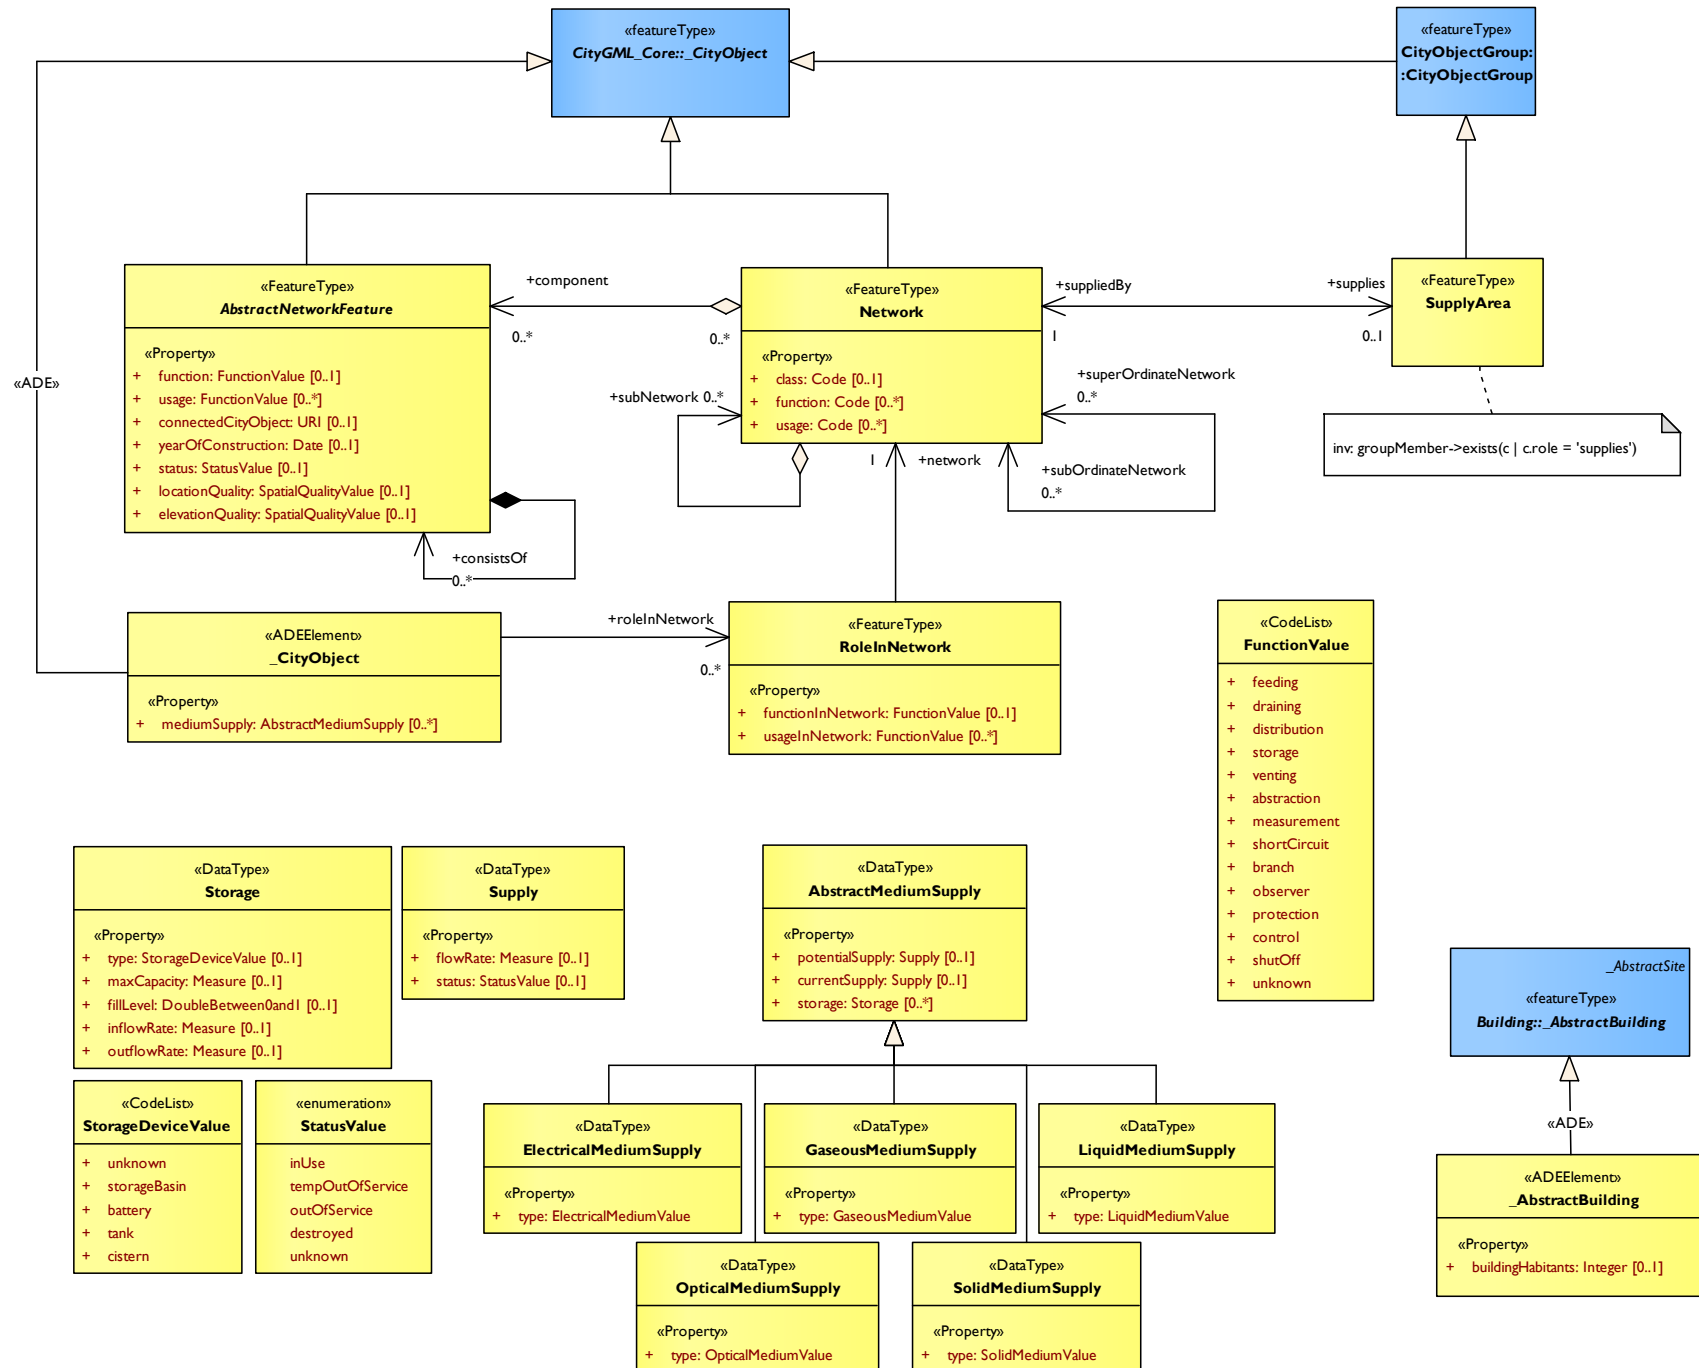 «featureType»
CityGML_Core::_CityObject
«featureType»
CityObjectGroup:
:CityObjectGroup
«ADE»
«FeatureType»
AbstractNetworkFeature
«Property»
+ function: FunctionValue [0..1]
+ usage: FunctionValue [0..*]
+ connectedCityObject: URI [0..1]
+ yearOfConstruction: Date [0..1]
+ status: StatusValue [0..1]
+ locationQuality: SpatialQualityValue [0..1]
+ elevationQuality: SpatialQualityValue [0..1]
+component
0..*
0..*
+consistsOf
0..*
«FeatureType»
Network
«Property»
+ class: Code [0..1]
+ function: Code [0..*]
+ usage: Code [0..*]
+suppliedBy
1
+supplies
0..1
«FeatureType»
SupplyArea
inv: groupMember->exists(c | c.role = 'supplies')
+subNetwork 0..*
+superOrdinateNetwork
0..*
+subOrdinateNetwork
0..*
1
+network
«ADEElement»
_CityObject
«Property»
+ mediumSupply: AbstractMediumSupply [0..*]
+roleInNetwork
0..*
«FeatureType»
RoleInNetwork
«Property»
+ functionInNetwork: FunctionValue [0..1]
+ usageInNetwork: FunctionValue [0..*]
«CodeList»
FunctionValue
+ feeding
+ draining
+ distribution
+ storage
+ venting
+ abstraction
+ measurement
+ shortCircuit
+ branch
+ observer
+ protection
+ control
+ shutOff
+ unknown
«DataType»
Storage
«Property»
+ type: StorageDeviceValue [0..1]
+ maxCapacity: Measure [0..1]
+ fillLevel: DoubleBetween0and1 [0..1]
+ inflowRate: Measure [0..1]
+ outflowRate: Measure [0..1]
«DataType»
Supply
«Property»
+ flowRate: Measure [0..1]
+ status: StatusValue [0..1]
«DataType»
AbstractMediumSupply
«Property»
+ potentialSupply: Supply [0..1]
+ currentSupply: Supply [0..1]
+ storage: Storage [0..*]
_AbstractSite
«featureType»
Building::_AbstractBuilding
«ADE»
«ADEElement»
_AbstractBuilding
«Property»
+ buildingHabitants: Integer [0..1]
«CodeList»
StorageDeviceValue
+ unknown
+ storageBasin
+ battery
+ tank
+ cistern
«enumeration»
StatusValue
inUse
tempOutOfService
outOfService
destroyed
unknown
«DataType»
ElectricalMediumSupply
«Property»
+ type: ElectricalMediumValue
«DataType»
GaseousMediumSupply
«Property»
+ type: GaseousMediumValue
«DataType»
LiquidMediumSupply
«Property»
+ type: LiquidMediumValue
«DataType»
OpticalMediumSupply
«Property»
+ type: OpticalMediumValue
«DataType»
SolidMediumSupply
«Property»
+ type: SolidMediumValue